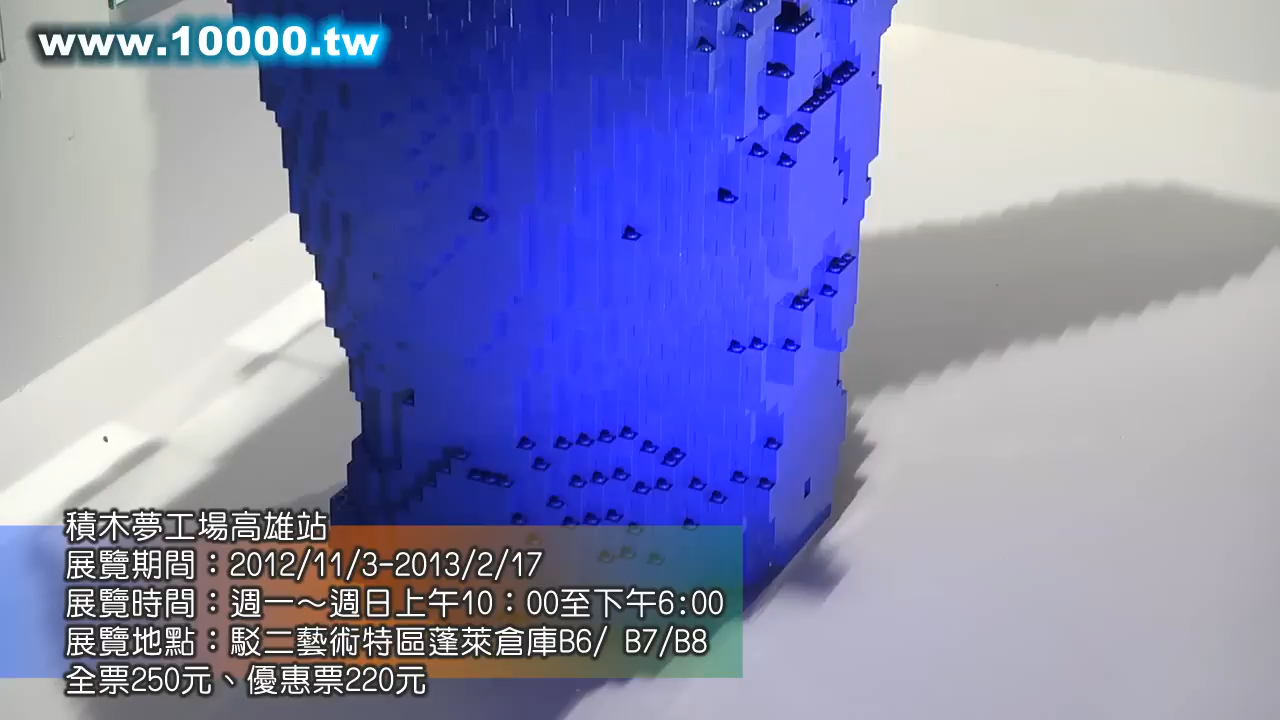 www.10000.tw
積木夢工場高雄站
展覽期間：2012/11/3-2013/2/17
展覽時間：週一～週日上午10：00至下午6:00
展覽地點：駁二藝術特區蓬萊倉庫B6/ B7/B8
全票250元、優惠票220元